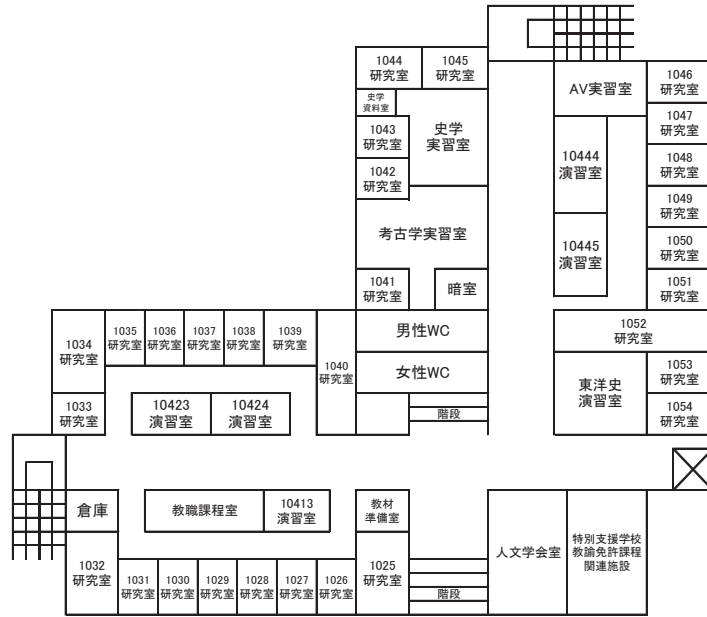 1044
研究室
1045
研究室
史学
資料室
1043
研究室
史学
実習室
1042
研究室
考古学実習室
1041
研究室
暗室
AV実習室
1046
研究室
1047
研究室
10444
演習室
1048
研究室
1049
研究室
10445
演習室
1050
研究室
1051
研究室
1034
研究室
1035
研究室
1036
研究室
1037
研究室
1038
研究室
1039
研究室
1040
研究室
男性WC
女性WC
階段
1052
研究室
東洋史
演習室
1053
研究室
1054
研究室
1033
研究室
10423
演習室
10424
演習室
倉庫
教職課程室
10413
演習室
教材
準備室
1032
研究室
1031
研究室
1030
研究室
1029
研究室
1028
研究室
1027
研究室
1026
研究室
1025
研究室
階段
人文学会室
特別支援学校
教諭免許課程
関連施設